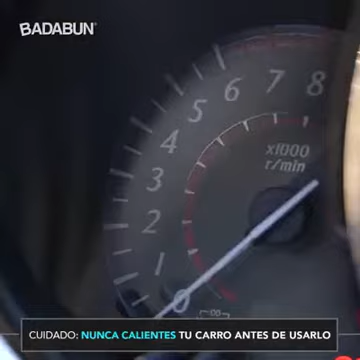 BADABUN®
8
7
6
5
4
3
2
1
0
x1000
r/min
CUIDADO: NUNCA CALIENTES TU CARRO ANTES DE USARLO